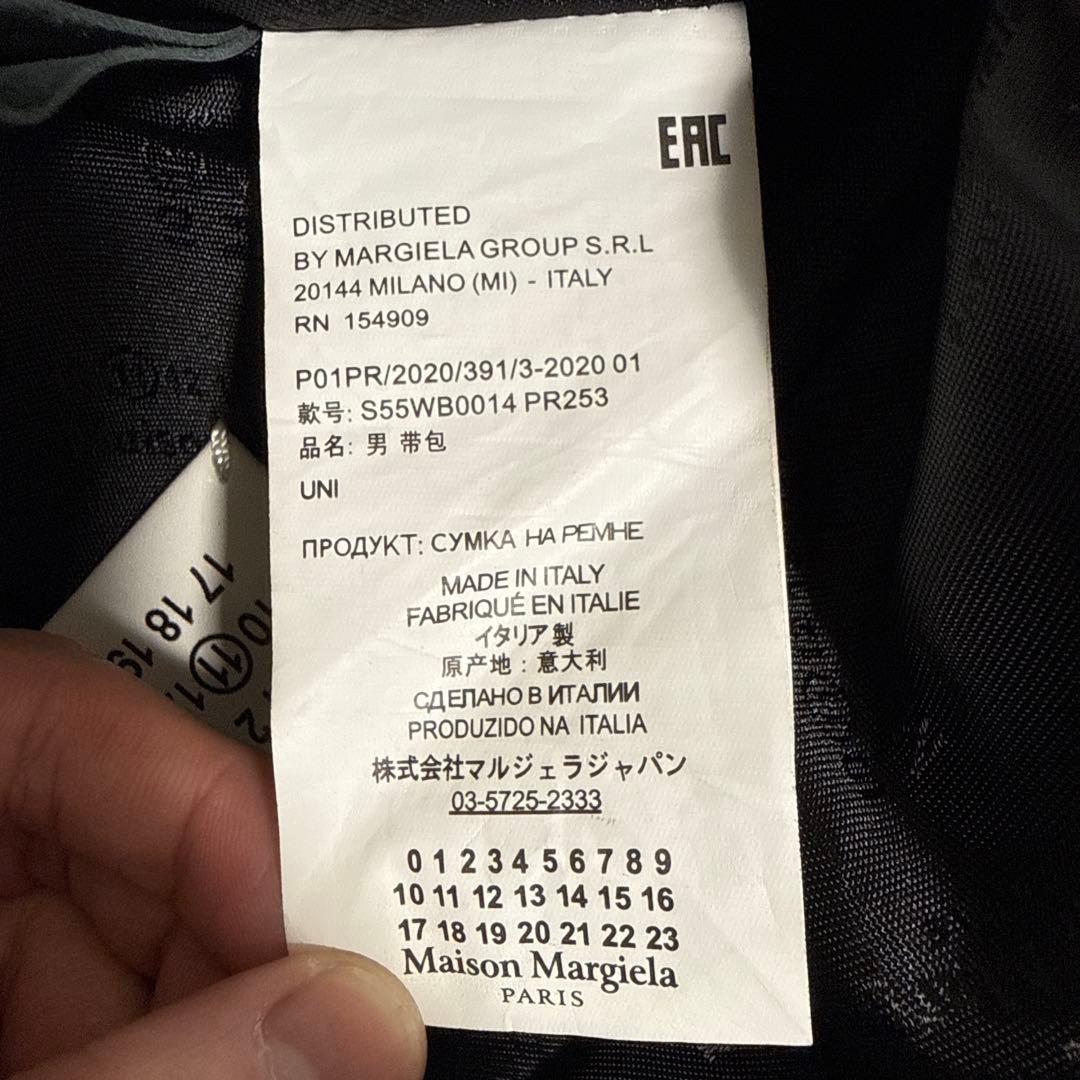 EAC
DISTRIBUTED
BY MARGIELA GROUP S.R.L
20144 MILANO (MI) - ITALY
RN 154909
P01PR/2020/391/3-2020 01
款号: S55WB0014 PR253
品名: 男 带包
UNI
ПРОДУКТ: СУМКА НА РЕМНЕ
MADE IN ITALY
FABRIQUÉ EN ITALIE
イタリア製
原产地 : 意大利
СДЕЛАНО В ИТАЛИИ
PRODUZIDO NA ITALIA
株式会社マルジェラジャパン
03-5725-2333
0 1 2 3 4 5 6 7 8 9
10 11 12 13 14 15 16
17 18 19 20 21 22 23
Maison Margiela
PARIS
10 11
17 18 19